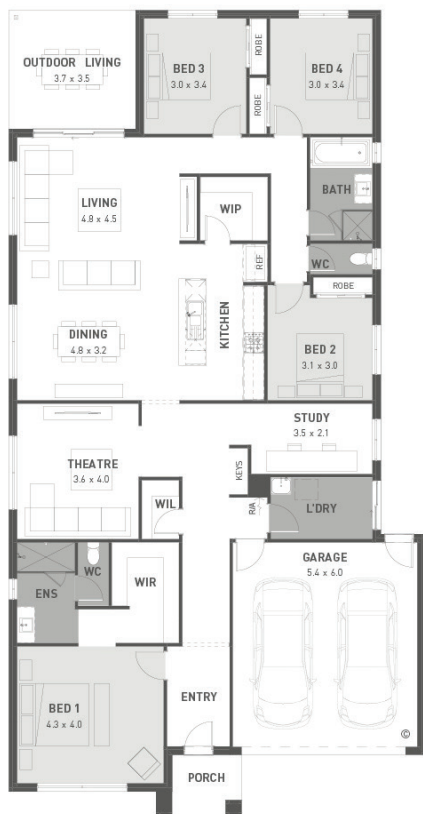 OUTDOOR LIVING
3.7 x 3.5
BED 3
3.0 x 3.4
ROBE
ROBE
BED 4
3.0 x 3.4
LIVING
4.8 x 4.5
WIP
BATH
WC
REF
ROBE
KITCHEN
DINING
4.8 x 3.2
BED 2
3.1 x 3.0
STUDY
3.5 x 2.1
THEATRE
3.6 x 4.0
KEYS
WIL
R/A
L'DRY
WC
WIR
ENS
GARAGE
5.4 x 6.0
BED 1
4.3 x 4.0
ENTRY
©
PORCH